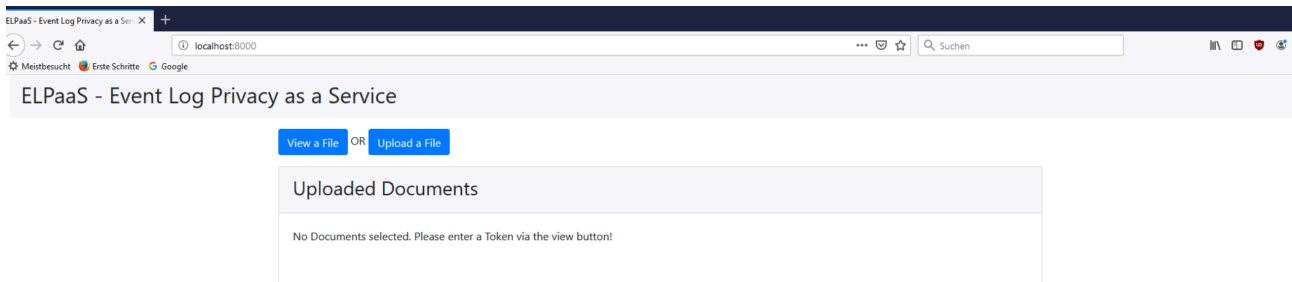 ELPaaS - Event Log Privacy as a Ser
localhost:8000
Suchen
Meistbesucht Erste Schritte Google
ELPaaS - Event Log Privacy as a Service
View a File OR Upload a File
Uploaded Documents
No Documents selected. Please enter a Token via the view button!